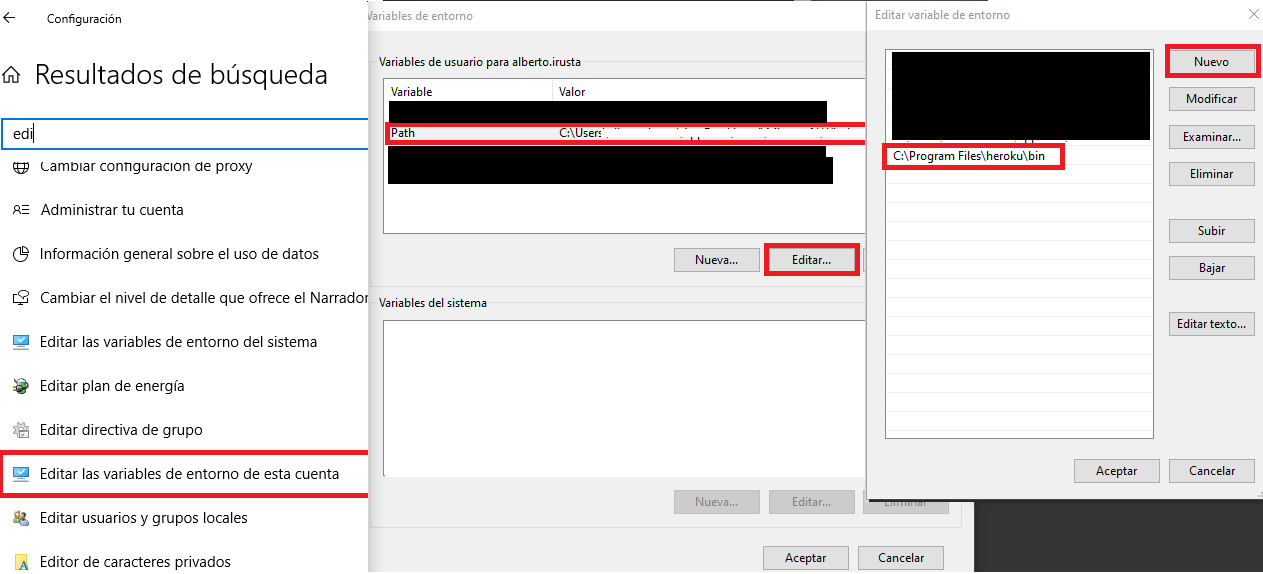 Configuración
Resultados de búsqueda
edi
Cambiar configuración de proxy
Administrar tu cuenta
Información general sobre el uso de datos
Cambiar el nivel de detalle que ofrece el Narrador
Editar las variables de entorno del sistema
Editar plan de energía
Editar directiva de grupo
Editar las variables de entorno de esta cuenta
Editar usuarios y grupos locales
Editor de caracteres privados
Variables de entorno
Variables de usuario para alberto.irusta
Variable Valor
Path C:\Users
Nueva... Editar...
Variables del sistema
Nueva... Editar... Eliminar
Aceptar Cancelar
Editar variable de entorno
C:\Program Files\heroku\bin
Nuevo
Modificar
Examinar...
Eliminar
Subir
Bajar
Editar texto...
Aceptar Cancelar